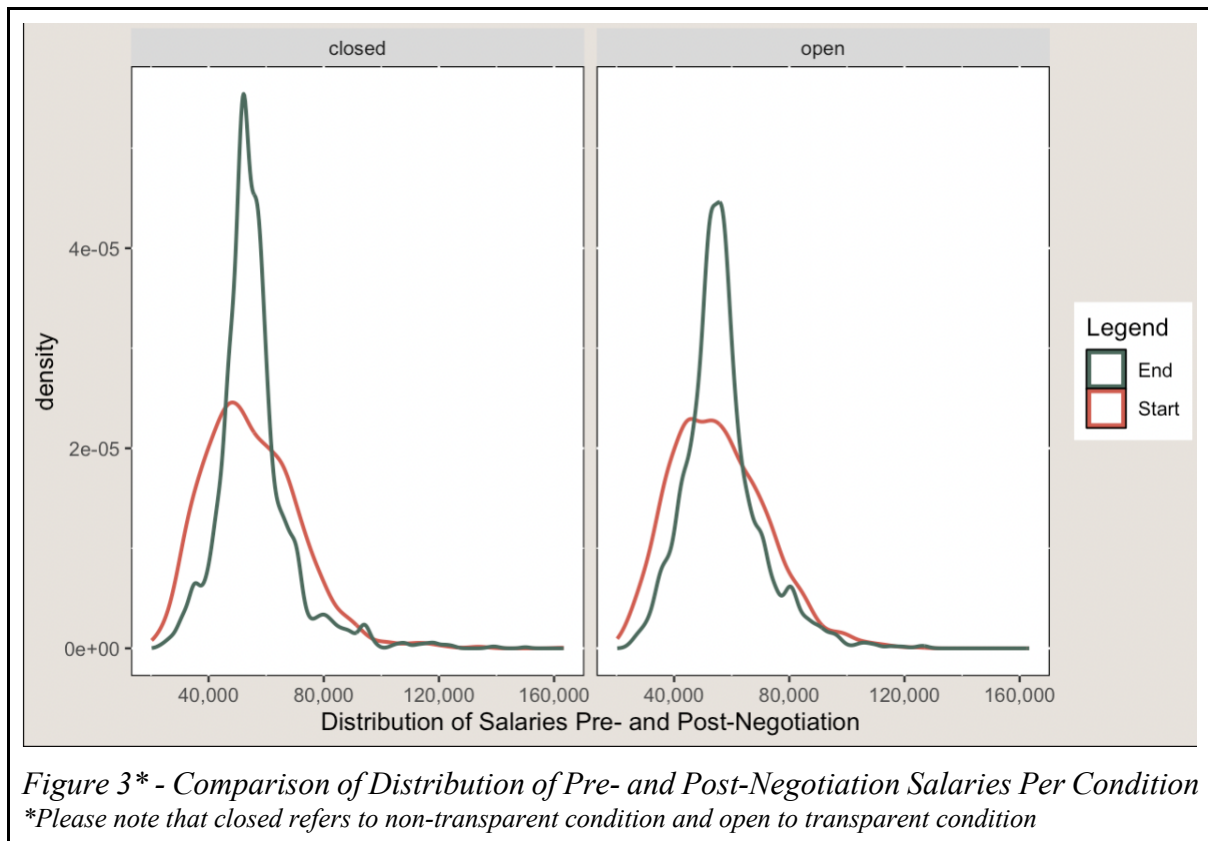 closed
open
density
4e-05
2e-05
0e+00
40,000
80,000
120,000
160,000
40,000
80,000
120,000
160,000
Distribution of Salaries Pre- and Post-Negotiation
Legend
End
Start
Figure 3* - Comparison of Distribution of Pre- and Post-Negotiation Salaries Per Condition
*Please note that closed refers to non-transparent condition and open to transparent condition